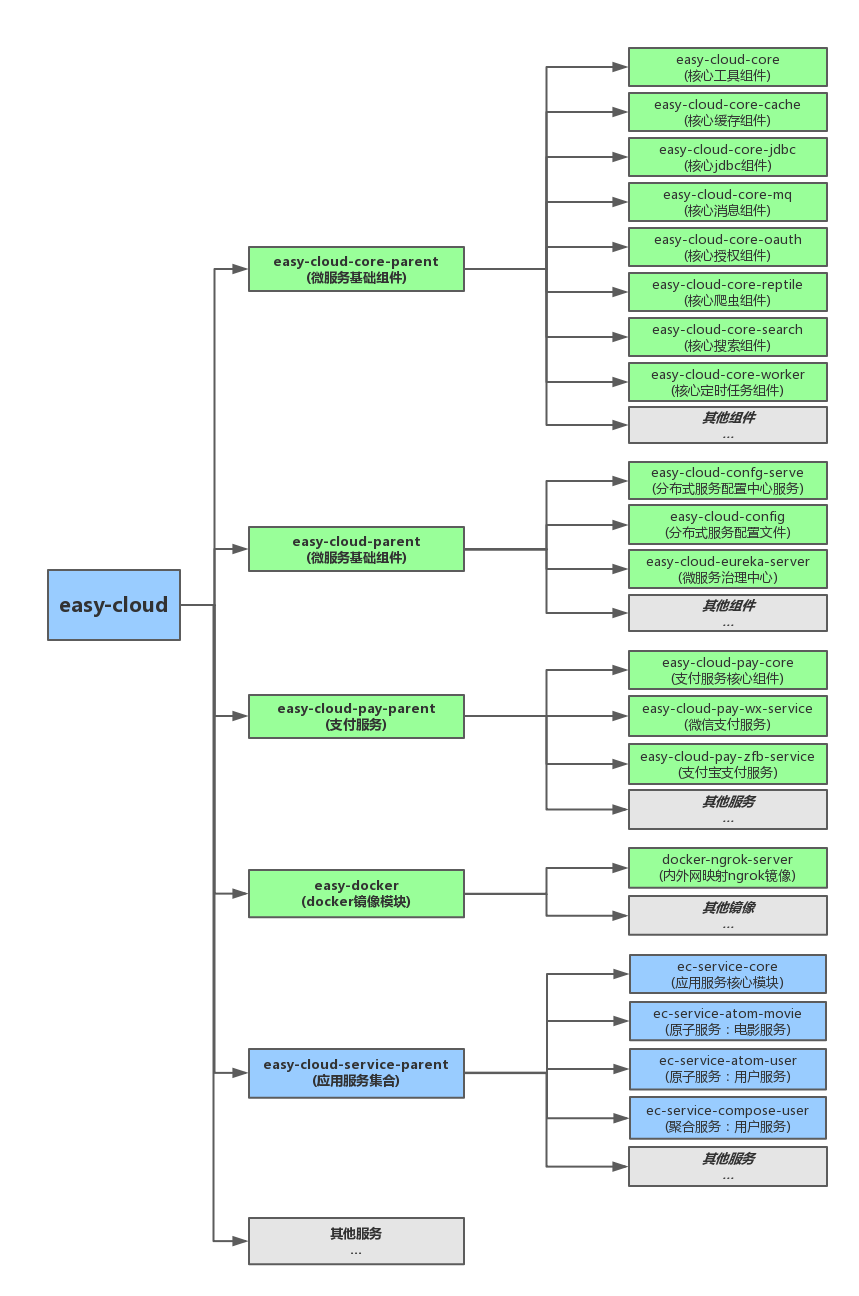 easy-cloud
easy-cloud-core-parent
(微服务基础组件)
easy-cloud-core
(核心工具组件)
easy-cloud-core-cache
(核心缓存组件)
easy-cloud-core-jdbc
(核心jdbc组件)
easy-cloud-core-mq
(核心消息组件)
easy-cloud-core-oauth
(核心授权组件)
easy-cloud-core-reptile
(核心爬虫组件)
easy-cloud-core-search
(核心搜索组件)
easy-cloud-core-worker
(核心定时任务组件)
其他组件
...
easy-cloud-parent
(微服务基础组件)
easy-cloud-confg-serve
(分布式服务配置中心服务)
easy-cloud-config
(分布式服务配置文件)
easy-cloud-eureka-server
(微服务治理中心)
其他组件
...
easy-cloud-pay-parent
(支付服务)
easy-cloud-pay-core
(支付服务核心组件)
easy-cloud-pay-wx-service
(微信支付服务)
easy-cloud-pay-zfb-service
(支付宝支付服务)
其他服务
...
easy-docker
(docker镜像模块)
docker-ngrok-server
(内外网映射ngrok镜像)
其他镜像
...
easy-cloud-service-parent
(应用服务集合)
ec-service-core
(应用服务核心模块)
ec-service-atom-movie
(原子服务：电影服务)
ec-service-atom-user
(原子服务：用户服务)
ec-service-compose-user
(聚合服务：用户服务)
其他服务
...
其他服务
...